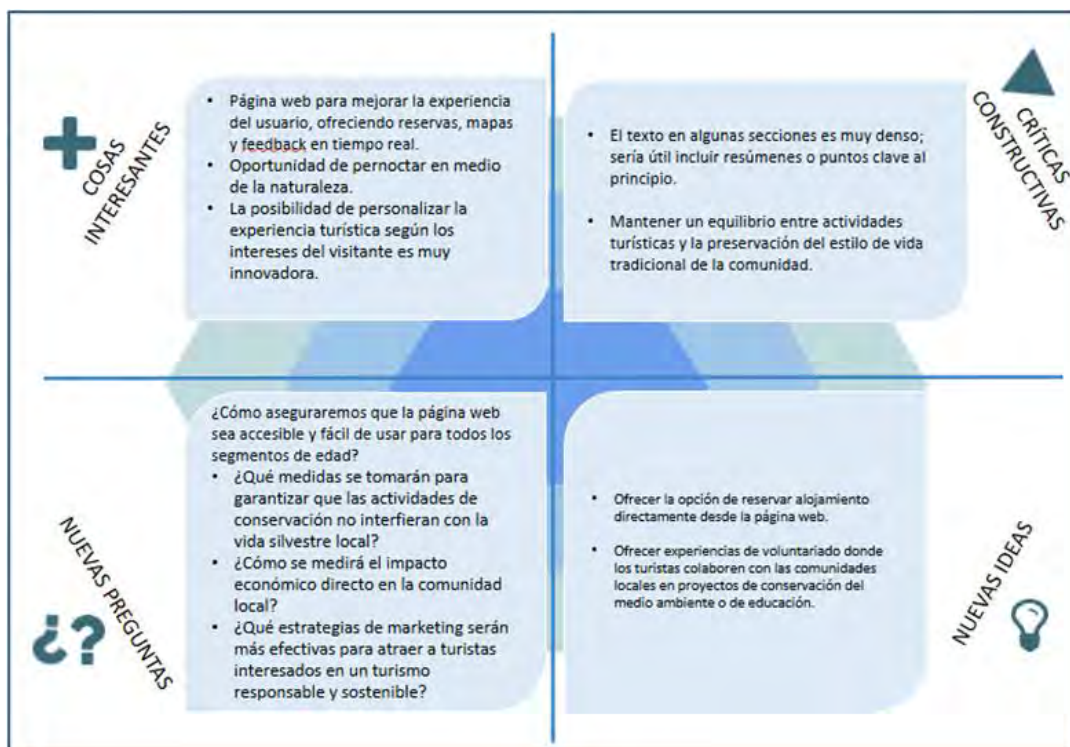 COSAS
INTERESANTES
• Página web para mejorar la experiencia
del usuario, ofreciendo reservas, mapas
y feedback en tiempo real.
• Oportunidad de pernoctar en medio
de la naturaleza.
• La posibilidad de personalizar la
experiencia turística según los
intereses del visitante es muy
innovadora.
CRÍTICAS
CONSTRUCTIVAS
• El texto en algunas secciones es muy denso;
sería útil incluir resúmenes o puntos clave al
principio.
• Mantener un equilibrio entre actividades
turísticas y la preservación del estilo de vida
tradicional de la comunidad.
NUEVAS PREGUNTAS
¿?
¿Cómo aseguraremos que la página web
sea accesible y fácil de usar para todos los
segmentos de edad?
• ¿Qué medidas se tomarán para
garantizar que las actividades de
conservación no interfieran con la
vida silvestre local?
• ¿Cómo se medirá el impacto
económico directo en la comunidad
local?
• ¿Qué estrategias de marketing serán
más efectivas para atraer a turistas
interesados en un turismo
responsable y sostenible?
NUEVAS IDEAS
• Ofrecer la opción de reservar alojamiento
directamente desde la página web.
• Ofrecer experiencias de voluntariado donde
los turistas colaboren con las comunidades
locales en proyectos de conservación del
medio ambiente o de educación.